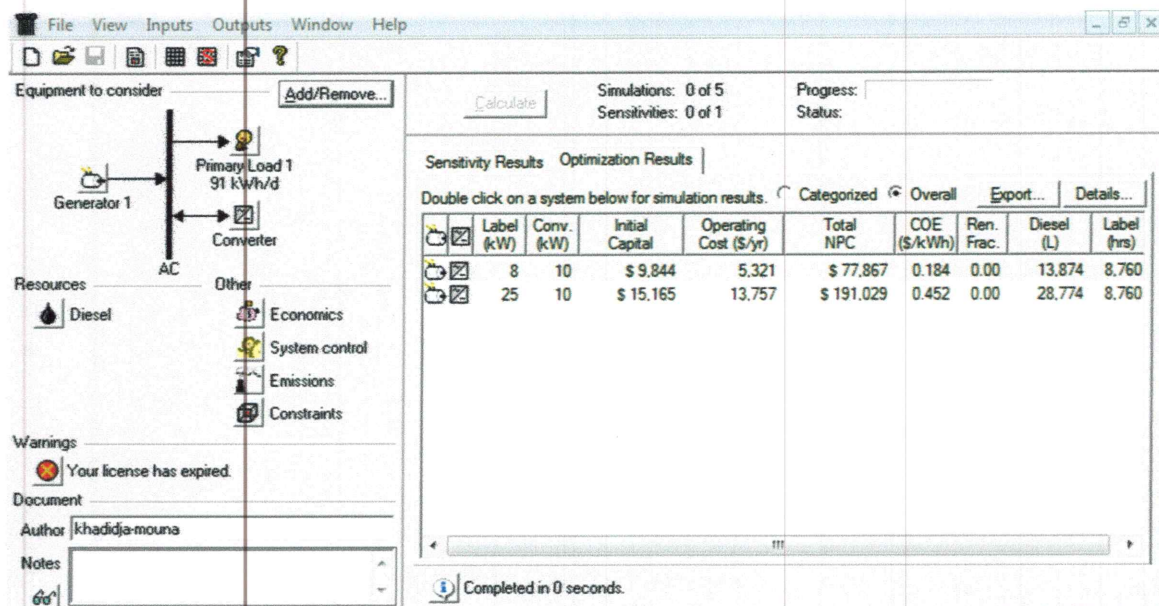 File View Inputs Outputs Window Help
Equipment to consider
Add/Remove...
Primary Load 1
91 kWh/d
Generator 1
Converter
AC
Resources
Other
Diesel
Economics
System control
Emissions
Constraints
Warnings
Your license has expired.
Document
Author khadidja-mouna
Notes
Calculate
Simulations: 0 of 5
Progress:
Sensitivities: 0 of 1
Status:
Sensitivity Results Optimization Results
Double click on a system below for simulation results. Categorized Overall Export... Details...
Label (kW) Conv. (kW) Initial Capital Operating Cost ($/yr) Total NPC COE ($/kWh) Ren. Frac. Diesel (L) Label (hrs)
8 10 $ 9,844 5,321 $ 77,867 0.184 0.00 13,874 8,760
25 10 $ 15,165 13,757 $ 191,029 0.452 0.00 28,774 8,760
Completed in 0 seconds.